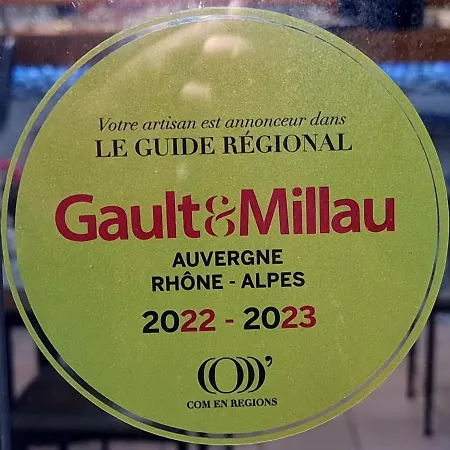 Votre artisan est annonceur dans
LE GUIDE RÉGIONAL
Gault&Millau
AUVERGNE
RHÔNE - ALPES
2022 - 2023
COM EN REGIONS